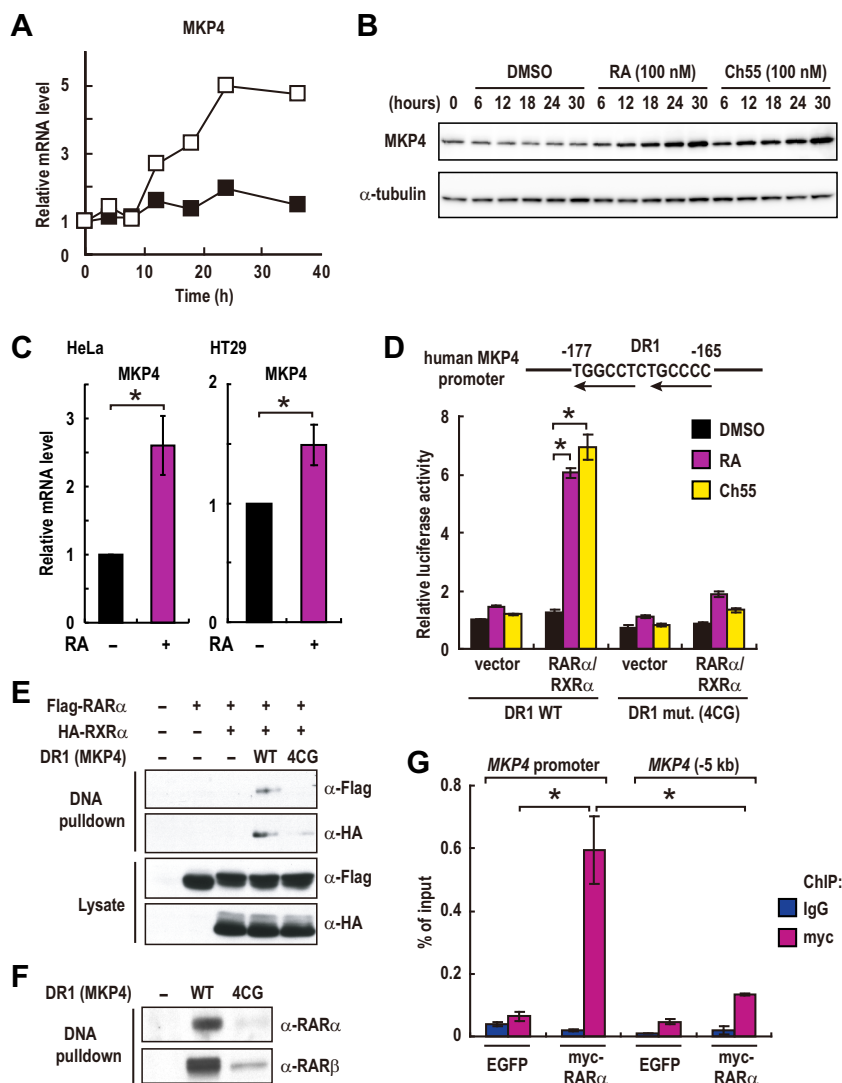 A
MKP4
Relative mRNA level
5
3
1
0
0 10 20 30 40
Time (h)
B
DMSO RA (100 nM) Ch55 (100 nM)
(hours) 0 6 12 18 24 30 6 12 18 24 30 6 12 18 24 30
MKP4
α-tubulin
C
HeLa HT29
MKP4 MKP4
* *
Relative mRNA level
3 2
2
1 1
0 0
RA – + RA – +
D
DR1
-177 -165
human MKP4 promoter
TGGCCTCTGCCCC
Relative luciferase activity
8
6
4
2
0
* *
DMSO
RA
Ch55
vector RARα/RXRα vector RARα/RXRα
DR1 WT DR1 mut. (4CG)
E
Flag-RARα – + + + +
HA-RXRα – – + + +
DR1 (MKP4) – – – WT 4CG
DNA pulldown
α-Flag
α-HA
Lysate
α-Flag
α-HA
F
DR1 (MKP4) – WT 4CG
DNA pulldown
α-RARα
α-RARβ
G
MKP4 promoter MKP4 (-5 kb)
* *
% of input
0.8
0.6
0.4
0.2
0
ChIP:
IgG
myc
EGFP myc-RARα EGFP myc-RARα